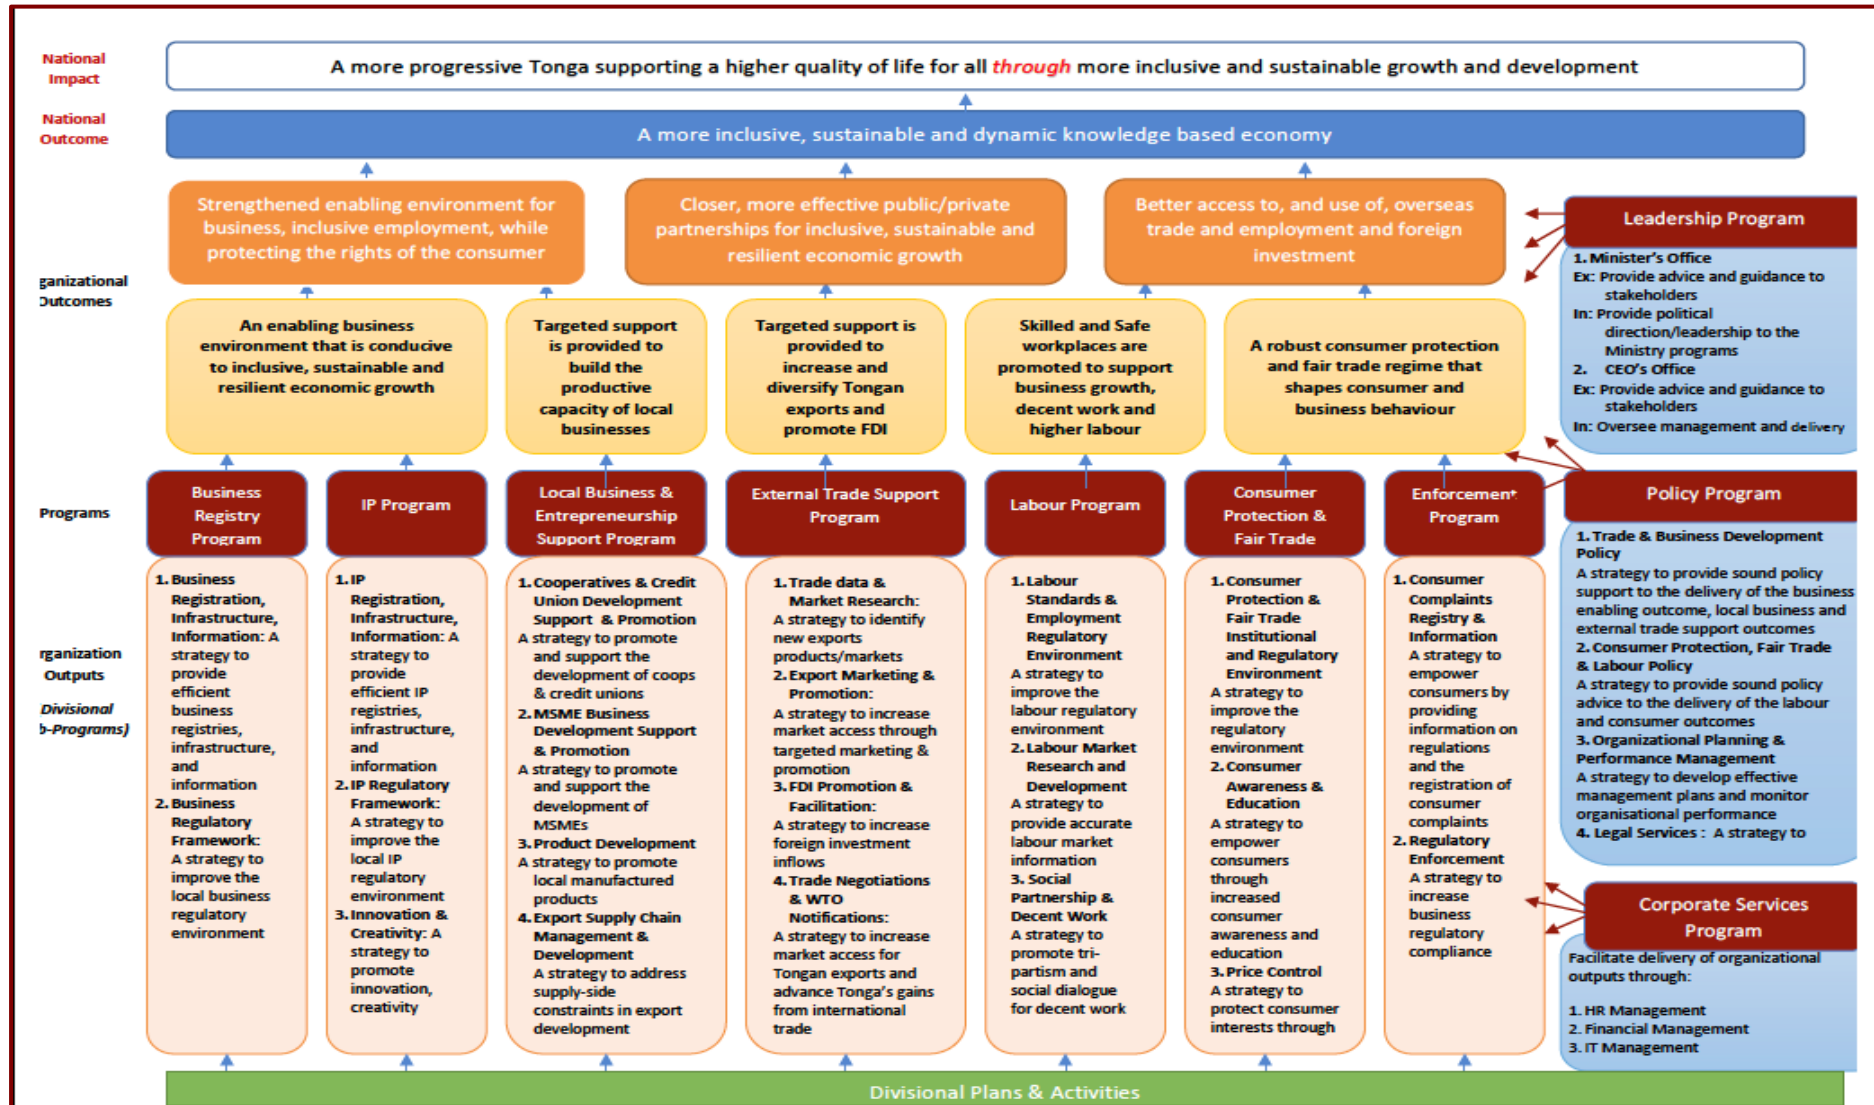 National
Impact
A more progressive Tonga supporting a higher quality of life for all through more inclusive and sustainable growth and development
National
Outcome
A more inclusive, sustainable and dynamic knowledge based economy
ganizational
Outcomes
Strengthened enabling environment for
business, inclusive employment, while
protecting the rights of the consumer
Closer, more effective public/private
partnerships for inclusive, sustainable and
resilient economic growth
Better access to, and use of, overseas
trade and employment and foreign
investment
An enabling business
environment that is conducive
to inclusive, sustainable and
resilient economic growth
Targeted support
is provided to
build the
productive
capacity of local
businesses
Targeted support is
provided to
increase and
diversify Tongan
exports and
promote FDI
Skilled and Safe
workplaces are
promoted to support
business growth,
decent work and
higher labour
A robust consumer protection
and fair trade regime that
shapes consumer and
business behaviour
Leadership Program
1. Minister's Office
Ex: Provide advice and guidance to
stakeholders
In: Provide political
direction/leadership to the
Ministry programs
2. CEO's Office
Ex: Provide advice and guidance to
stakeholders
In: Oversee management and delivery
Programs
Business
Registry
Program
IP Program
Local Business &
Entrepreneurship
Support Program
External Trade Support
Program
Labour Program
Consumer
Protection &
Fair Trade
Enforcement
Program
Policy Program
rganization
Outputs
(Divisional
b-Programs)
1. Business
Registration,
Infrastructure,
Information: A
strategy to
provide
efficient
business
registries,
infrastructure,
and
information
2. Business
Regulatory
Framework:
A strategy to
improve the
local business
regulatory
environment
1. IP
Registration,
Infrastructure,
Information: A
strategy to
provide
efficient IP
registries,
infrastructure,
and
information
2. IP Regulatory
Framework:
A strategy to
improve the
local IP
regulatory
environment
3. Innovation &
Creativity: A
strategy to
promote
innovation,
creativity
1. Cooperatives & Credit
Union Development
Support & Promotion
A strategy to promote
and support the
development of coops
& credit unions
2. MSME Business
Development Support
& Promotion
A strategy to promote
and support the
development of
MSMEs
3. Product Development
A strategy to promote
local manufactured
products
4. Export Supply Chain
Management &
Development
A strategy to address
supply-side
constraints in export
development
1. Trade data &
Market Research:
A strategy to identify
new exports
products/markets
2. Export Marketing &
Promotion:
A strategy to increase
market access through
targeted marketing &
promotion
3. FDI Promotion &
Facilitation:
A strategy to increase
foreign investment
inflows
4. Trade Negotiations
& WTO
Notifications:
A strategy to increase
market access for
Tongan exports and
advance Tonga's gains
from international
trade
1. Labour
Standards &
Employment
Regulatory
Environment
A strategy to
improve the
labour regulatory
environment
2. Labour Market
Research and
Development
A strategy to
provide accurate
labour market
information
3. Social
Partnership &
Decent Work
A strategy to
promote tri-
partism and
social dialogue
for decent work
1. Consumer
Protection &
Fair Trade
Institutional
and Regulatory
Environment
A strategy to
improve the
regulatory
environment
2. Consumer
Awareness &
Education
A strategy to
empower
consumers
through
increased
consumer
awareness and
education
3. Price Control
A strategy to
protect consumer
interests through
1. Consumer
Complaints
Registry &
Information
A strategy to
empower
consumers by
providing
information on
regulations
and the
registration of
consumer
complaints
2. Regulatory
Enforcement
A strategy to
increase
business
regulatory
compliance
1. Trade & Business Development
Policy
A strategy to provide sound policy
support to the delivery of the business
enabling outcome, local business and
external trade support outcomes
2. Consumer Protection, Fair Trade
& Labour Policy
A strategy to provide sound policy
advice to the delivery of the labour
and consumer outcomes
3. Organizational Planning &
Performance Management
A strategy to develop effective
management plans and monitor
organisational performance
4. Legal Services : A strategy to
Corporate Services
Program
Facilitate delivery of organizational
outputs through:
1. HR Management
2. Financial Management
3. IT Management
Divisional Plans & Activities